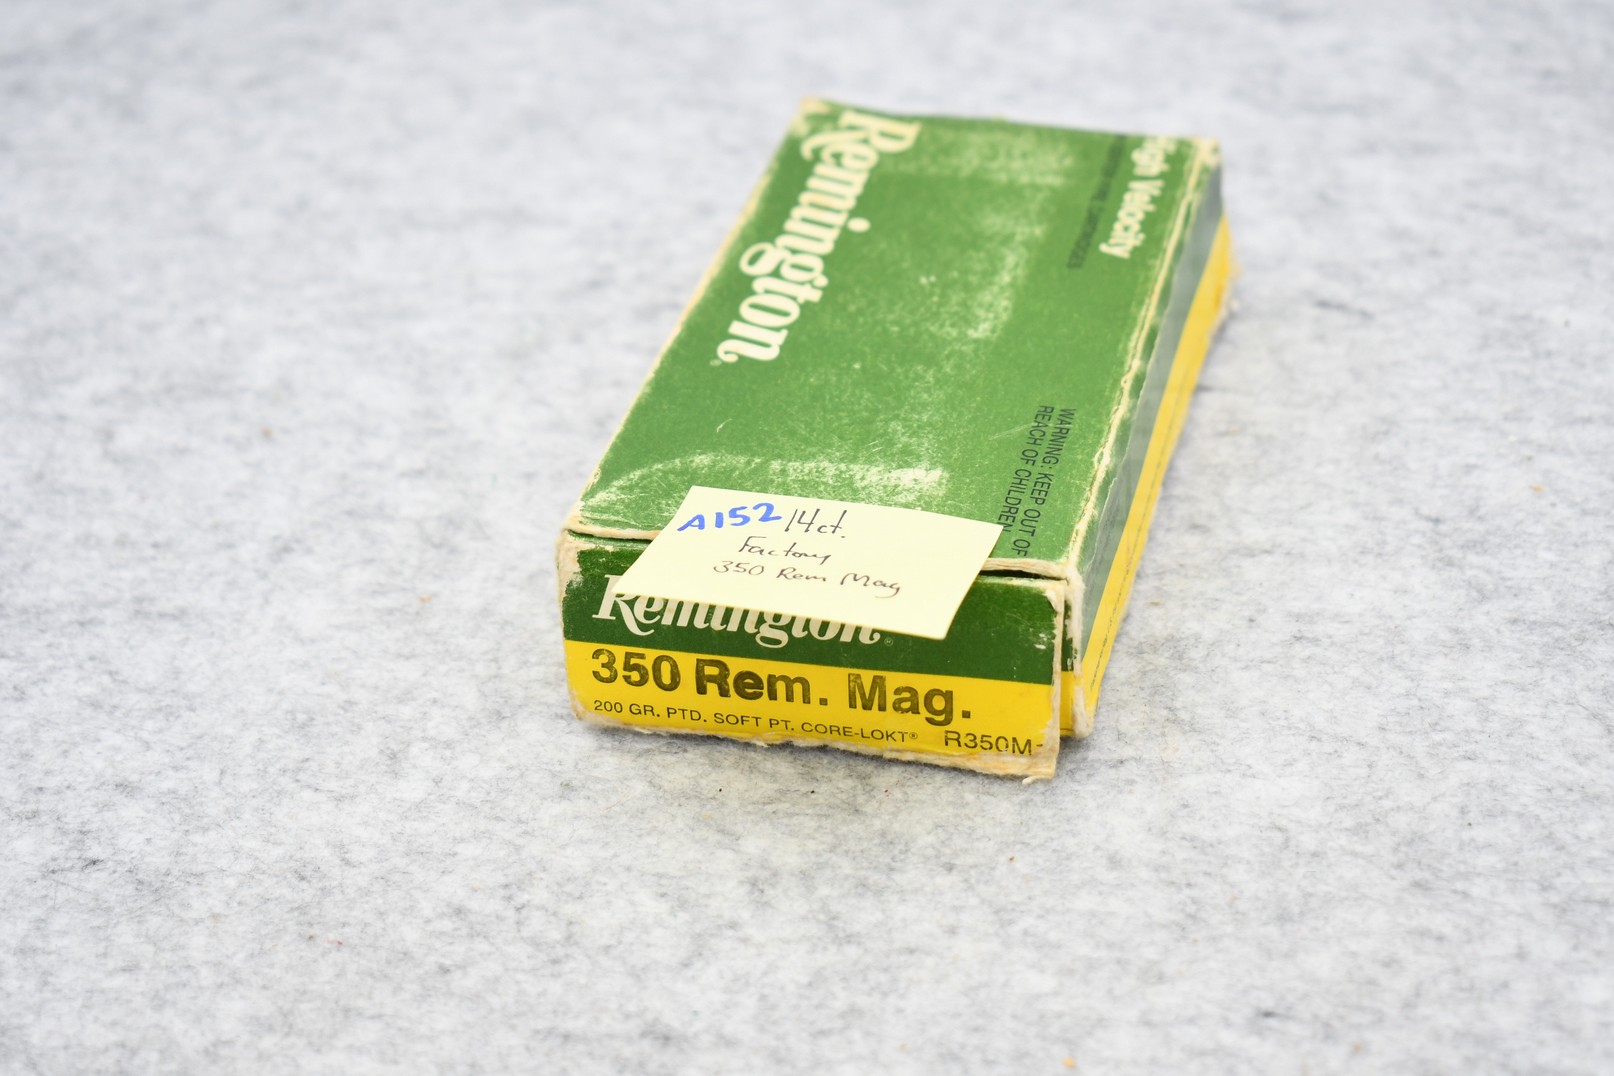 Remington®
High Velocity
WARNING: KEEP OUT OF
REACH OF CHILDREN
A152 14ct.
Factory
350 Rem Mag
Remington®
350 Rem. Mag.
200 GR. PTD. SOFT PT. CORE-LOKT® R350M-